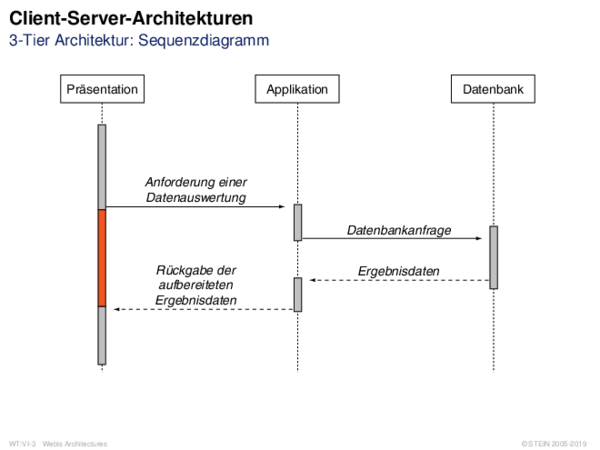 Client-Server-Architekturen
3-Tier Architektur: Sequenzdiagramm
Präsentation
Applikation
Datenbank
Anforderung einer
Datenauswertung
Datenbankanfrage
Rückgabe der
aufbereiteten
Ergebnisdaten
Ergebnisdaten
WT:VI-3 Webis Architectures
© STEIN 2005-2019